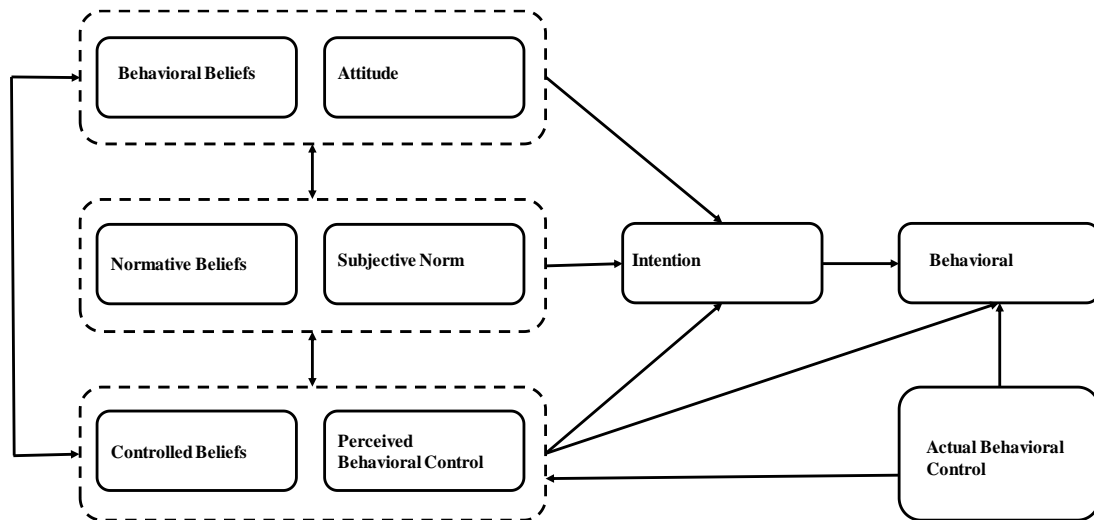 Behavioral Beliefs
Attitude
Normative Beliefs
Subjective Norm
Intention
Behavioral
Controlled Beliefs
Perceived
Behavioral Control
Actual Behavioral
Control